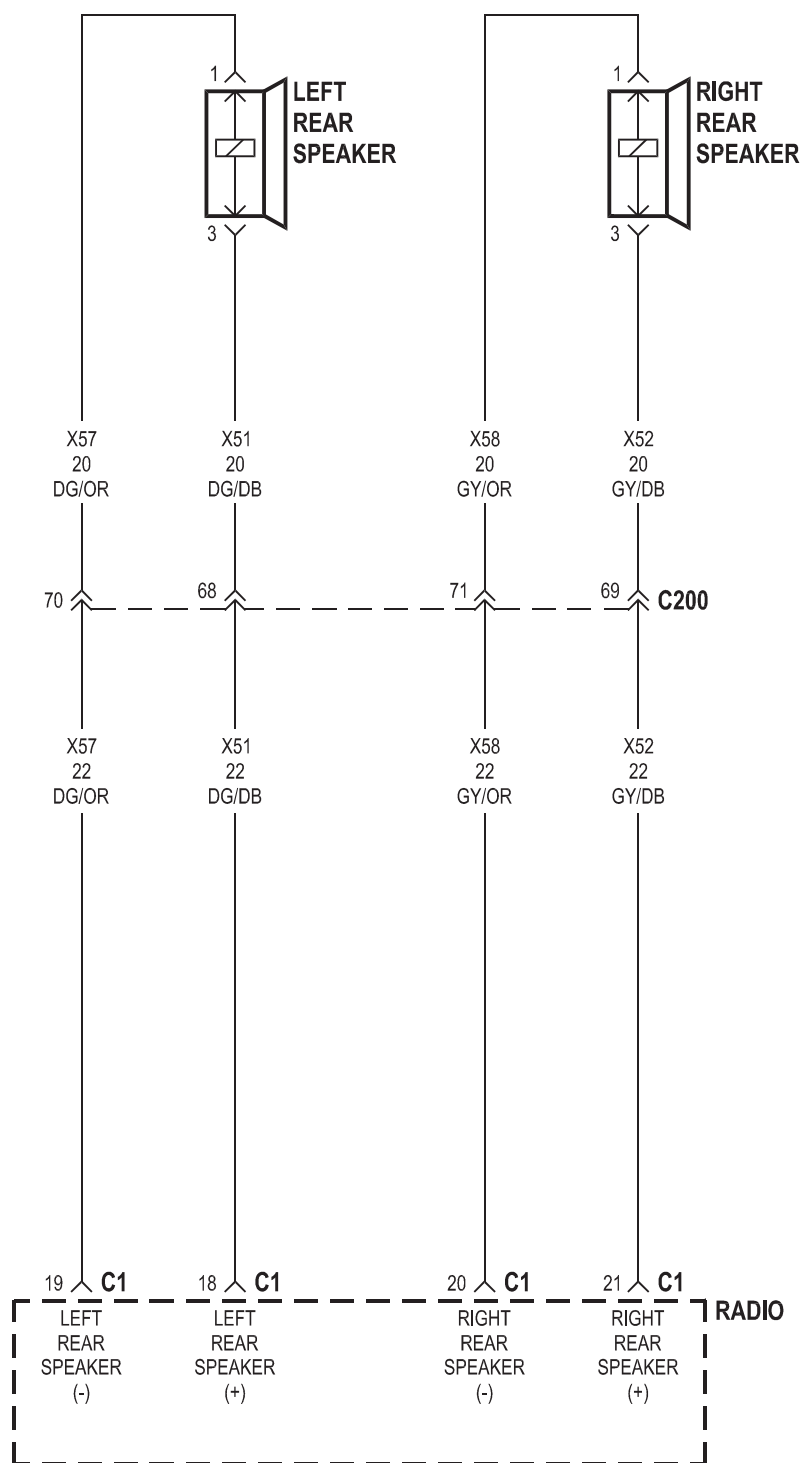 1
LEFT
REAR
SPEAKER
3
1
RIGHT
REAR
SPEAKER
3
X57
20
DG/OR
X51
20
DG/DB
X58
20
GY/OR
X52
20
GY/DB
70
68
71
69
C200
X57
22
DG/OR
X51
22
DG/DB
X58
22
GY/OR
X52
22
GY/DB
19 C1
18 C1
20 C1
21 C1
RADIO
LEFT
REAR
SPEAKER
(-)
LEFT
REAR
SPEAKER
(+)
RIGHT
REAR
SPEAKER
(-)
RIGHT
REAR
SPEAKER
(+)